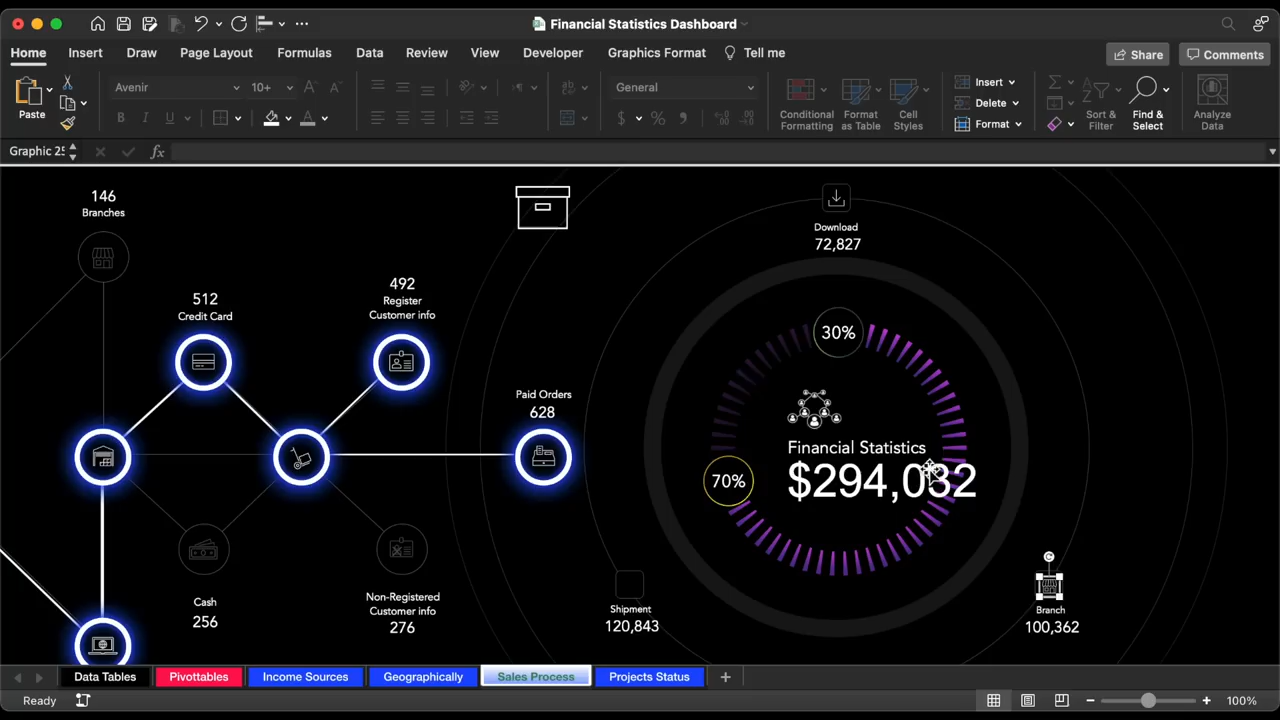 Financial Statistics Dashboard
Home Insert Draw Page Layout Formulas Data Review View Developer Graphics Format Tell me Share Comments
Paste
Avenir 10+
General
Conditional Formatting
Format as Table
Cell Styles
Insert
Delete
Format
Sort & Filter
Find & Select
Analyze Data
Graphic 25 fx
146
Branches
512
Credit Card
492
Register
Customer info
Paid Orders
628
Cash
256
Non-Registered
Customer info
276
Download
72,827
30%
70%
Financial Statistics
$294,032
Shipment
120,843
Branch
100,362
Data Tables Pivottables Income Sources Geographically Sales Process Projects Status
Ready 100%